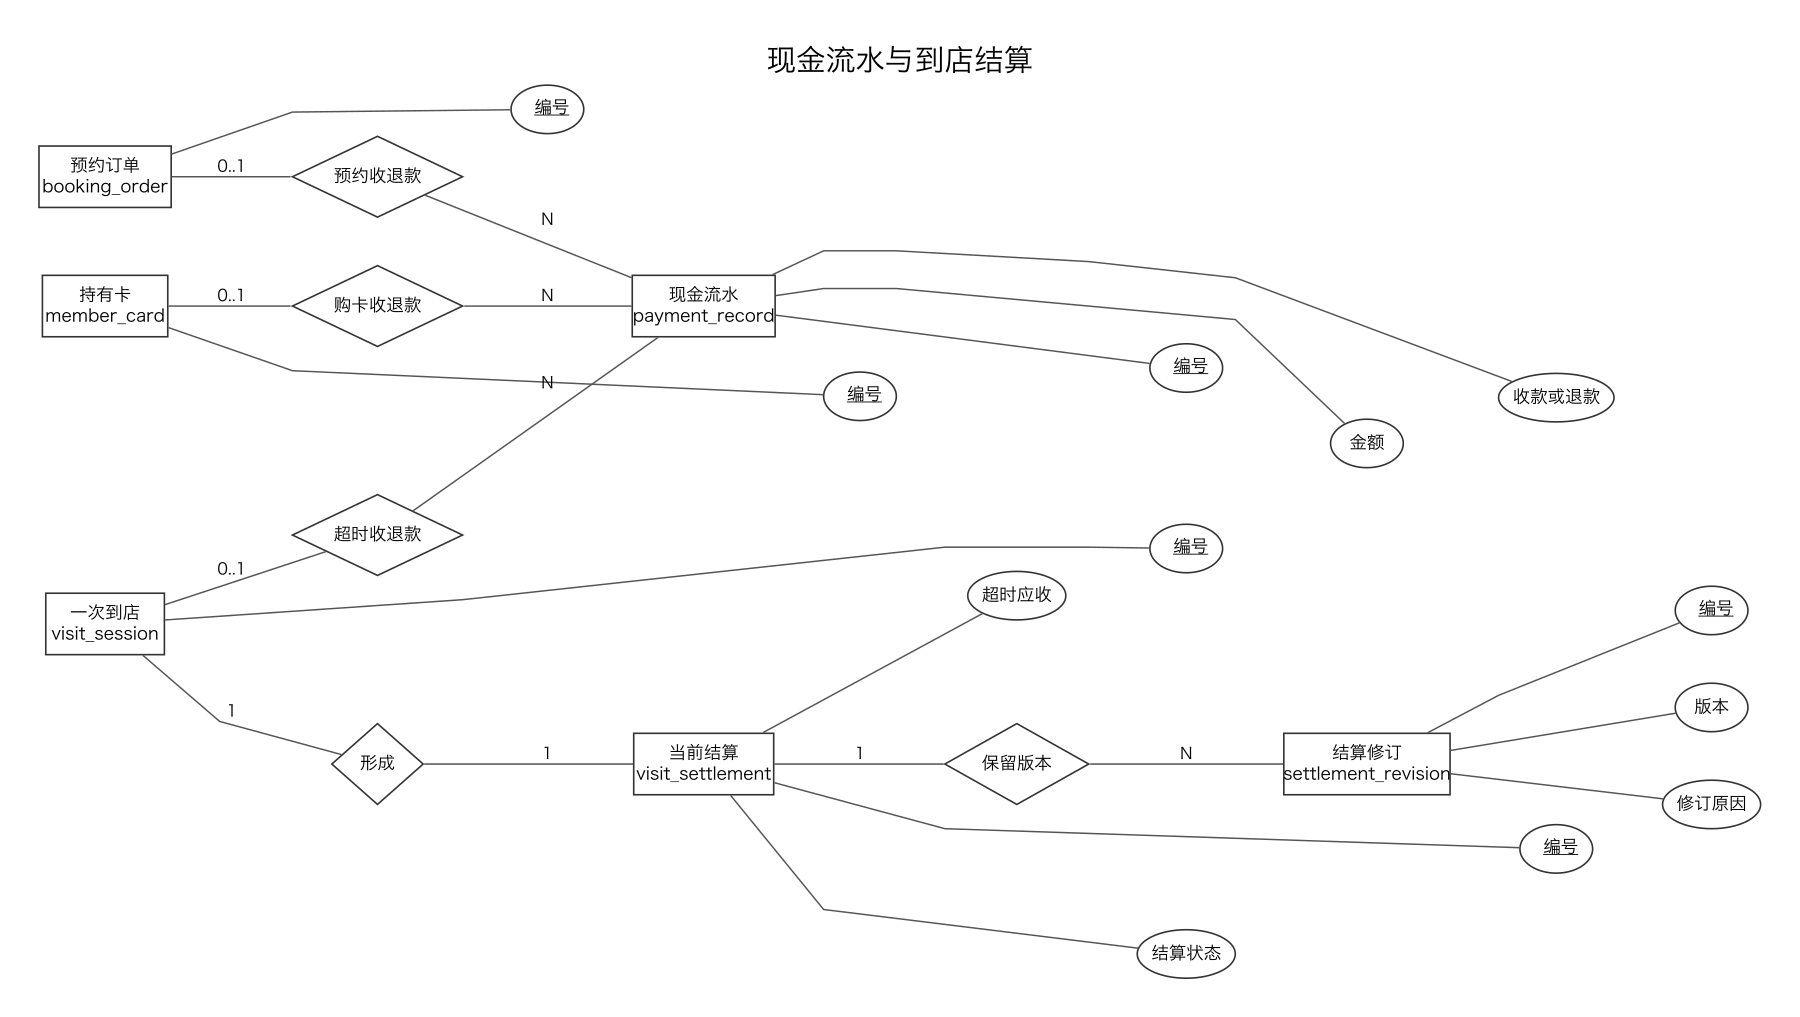 现金流水与到店结算
编号
预约订单
booking_order
0..1
预约收退款
N
持有卡
member_card
0..1
购卡收退款
N
现金流水
payment_record
编号
N
编号
收款或退款
金额
超时收退款
0..1
编号
一次到店
visit_session
超时应收
编号
1
版本
形成
1
当前结算
visit_settlement
1
保留版本
N
结算修订
settlement_revision
修订原因
编号
结算状态